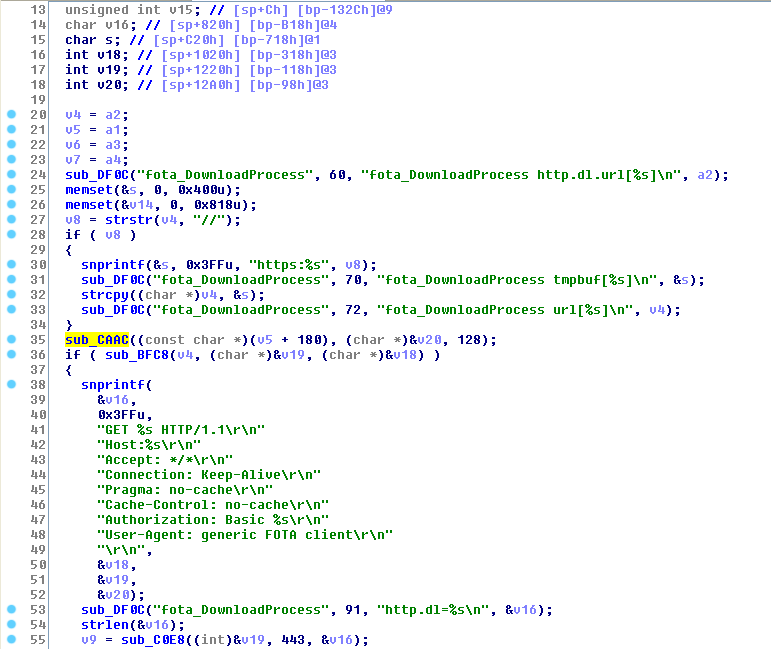 13 unsigned int v15; // [sp+Ch] [bp-132Ch]@9
14 char v16; // [sp+820h] [bp-B18h]@4
15 char s; // [sp+C20h] [bp-718h]@1
16 int v18; // [sp+1020h] [bp-318h]@3
17 int v19; // [sp+1220h] [bp-118h]@3
18 int v20; // [sp+12A0h] [bp-98h]@3
19
20 v4 = a2;
21 v5 = a1;
22 v6 = a3;
23 v7 = a4;
24 sub_DF0C("fota_DownloadProcess", 60, "fota_DownloadProcess http.dl.url[%s]\n", a2);
25 memset(&s, 0, 0x400u);
26 memset(&v14, 0, 0x818u);
27 v8 = strstr(v4, "//");
28 if ( v8 )
29 {
30 snprintf(&s, 0x3FFu, "https:%s", v8);
31 sub_DF0C("fota_DownloadProcess", 70, "fota_DownloadProcess tmpbuf[%s]\n", &s);
32 strcpy((char *)v4, &s);
33 sub_DF0C("fota_DownloadProcess", 72, "fota_DownloadProcess url[%s]\n", v4);
34 }
35 sub_CAAC((const char *)(v5 + 180), (char *)&v20, 128);
36 if ( sub_BFC8(v4, (char *)&v19, (char *)&v18) )
37 {
38 snprintf(
39 &v16,
40 0x3FFu,
41 "GET %s HTTP/1.1\r\n"
42 "Host:%s\r\n"
43 "Accept: */*\r\n"
44 "Connection: Keep-Alive\r\n"
45 "Pragma: no-cache\r\n"
46 "Cache-Control: no-cache\r\n"
47 "Authorization: Basic %s\r\n"
48 "User-Agent: generic FOTA client\r\n"
49 "\r\n",
50 &v18,
51 &v19,
52 &v20);
53 sub_DF0C("fota_DownloadProcess", 91, "http.dl=%s\n", &v16);
54 strlen(&v16);
55 v9 = sub_C0E8((int)&v19, 443, &v16);